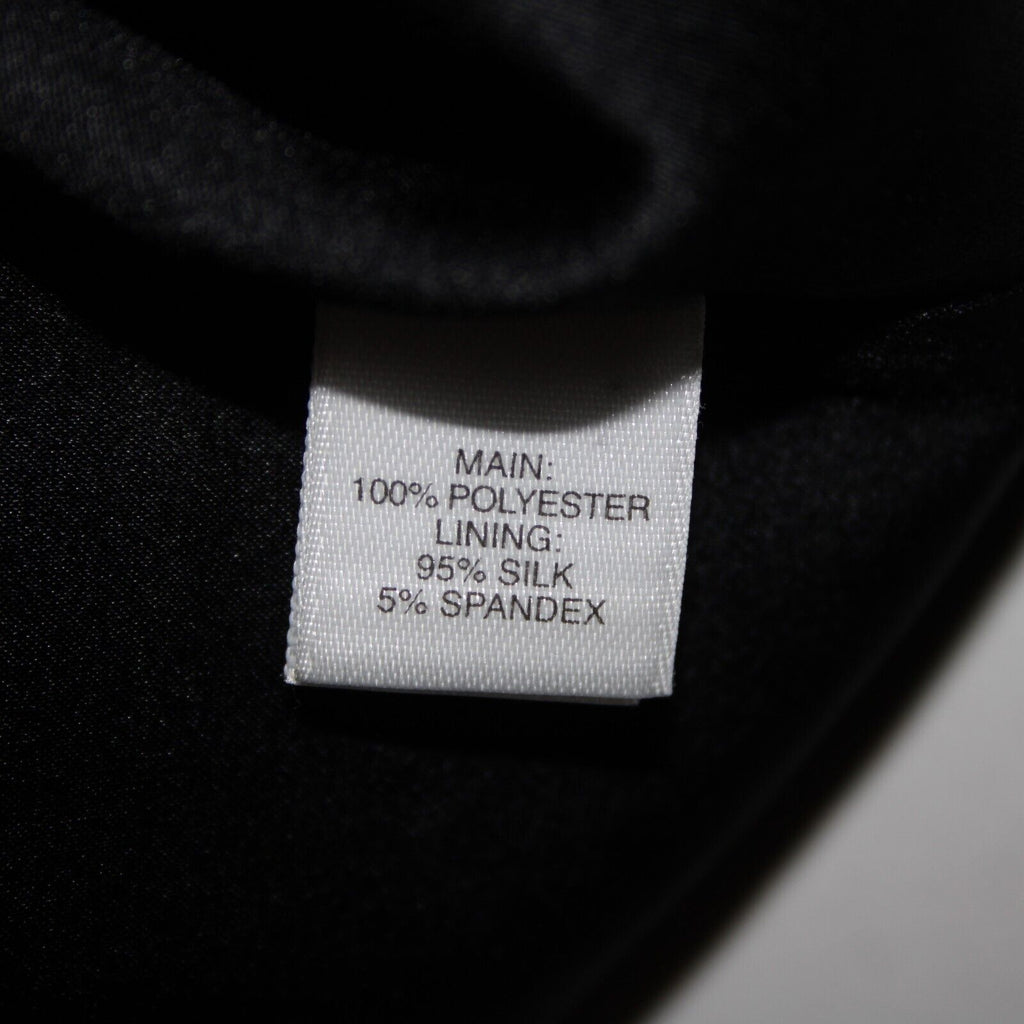 MAIN:
100% POLYESTER
LINING:
95% SILK
5% SPANDEX